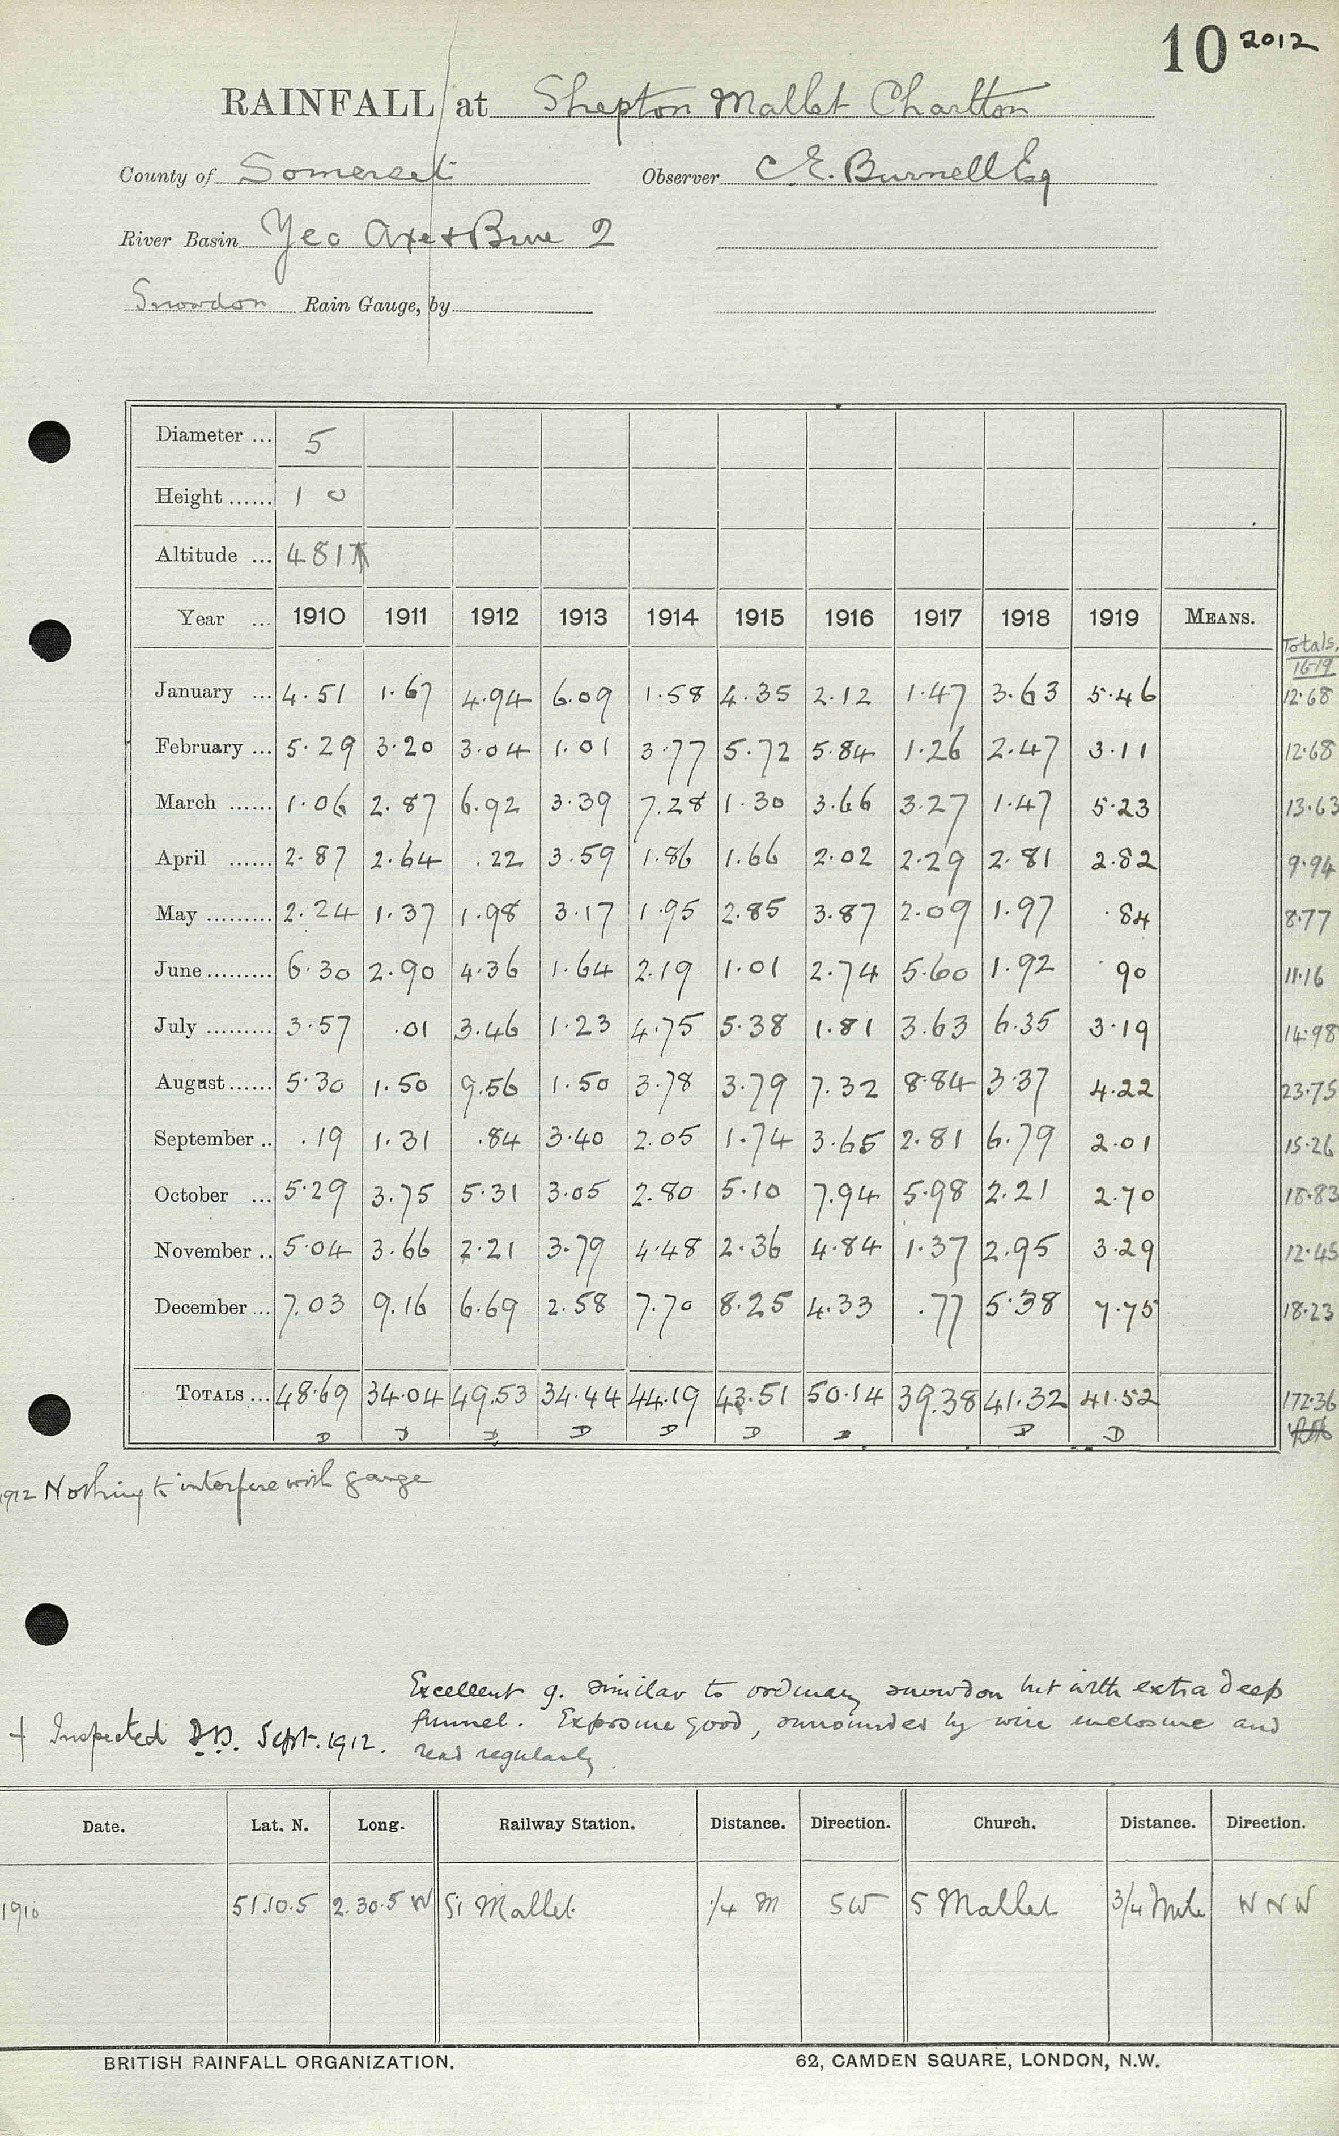 10 2012
RAINFALL at Shepton Mallet Charlton
County of Somerset Observer C. E. Burnell Esq
River Basin Yeo Axe & Brue 2
Snowdon Rain Gauge, by
Diameter ... 5
Height ...... 1 0
Altitude ... 481
Year ... 1910 1911 1912 1913 1914 1915 1916 1917 1918 1919 MEANS. Totals.
16-19
January ... 4.51 1.67 4.94 6.09 1.58 4.35 2.12 1.47 3.63 5.46 12.68
February ... 5.29 3.20 3.04 1.01 3.77 5.72 5.84 1.26 2.47 3.11 12.68
March ...... 1.06 2.87 6.92 3.39 7.28 1.30 3.66 3.27 1.47 5.23 13.63
April ...... 2.87 2.64 .22 3.59 1.86 1.66 2.02 2.29 2.81 2.82 9.94
May ......... 2.24 1.37 1.98 3.17 1.95 2.85 3.87 2.09 1.97 .84 8.77
June ......... 6.30 2.90 4.36 1.64 2.19 1.01 2.74 5.60 1.92 .90 11.16
July ......... 3.57 .01 3.46 1.23 4.75 5.38 1.81 3.63 6.35 3.19 14.98
August ...... 5.30 1.50 9.56 1.50 3.78 3.79 7.32 8.84 3.37 4.22 23.75
September .. .19 1.31 .84 3.40 2.05 1.74 3.65 2.81 6.79 2.01 15.26
October ... 5.29 3.75 5.31 3.05 2.80 5.10 7.94 5.98 2.21 2.70 18.83
November .. 5.04 3.66 2.21 3.79 4.48 2.36 4.84 1.37 2.95 3.29 12.45
December ... 7.03 9.16 6.69 2.58 7.70 8.25 4.33 .77 5.38 7.75 18.23
TOTALS ... 48.69 34.04 49.53 34.44 44.19 43.51 50.14 39.38 41.32 41.52 172.36
D D D D D D D D D
1912 Nothing to interfere with gauge
Excellent g. similar to ordinary snowdon but with extra deep
funnel. Exposure good, surrounded by wire enclosure and
read regularly
+ Inspected D.D. Sept. 1912.
Date. Lat. N. Long. Railway Station. Distance. Direction. Church. Distance. Direction.
1910 51.10.5 2.30.5 W S. Mallet 1/4 M SW S Mallet 3/4 Mile W N W
BRITISH RAINFALL ORGANIZATION. 62, CAMDEN SQUARE, LONDON, N.W.